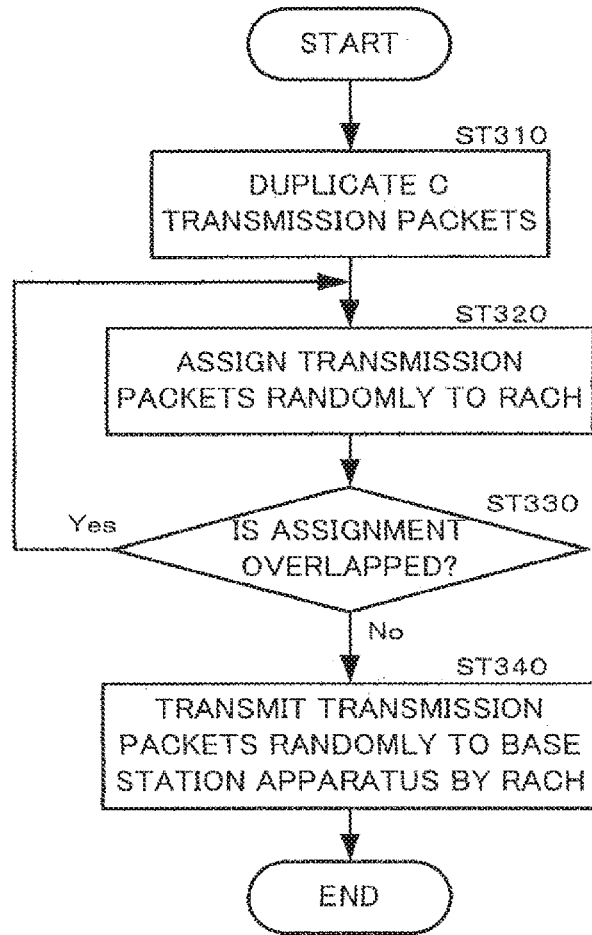 START
ST310
DUPLICATE C
TRANSMISSION PACKETS
ST320
ASSIGN TRANSMISSION
PACKETS RANDOMLY TO RACH
ST330
Yes
IS ASSIGNMENT
OVERLAPPED?
No
ST340
TRANSMIT TRANSMISSION
PACKETS RANDOMLY TO BASE
STATION APPARATUS BY RACH
END